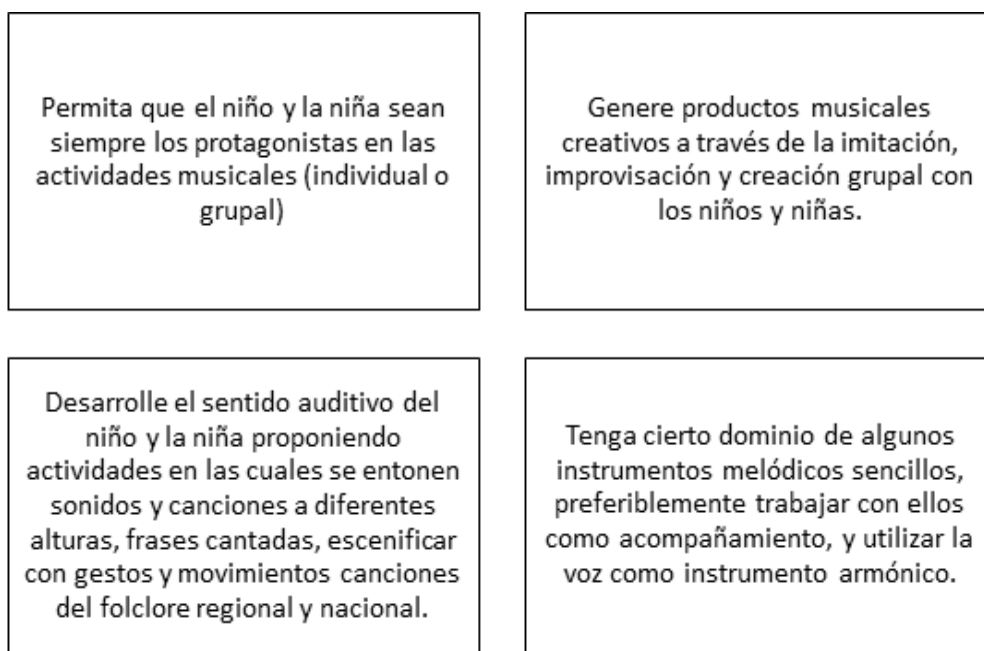 Permita que el niño y la niña sean
siempre los protagonistas en las
actividades musicales (individual o
grupal)
Genere productos musicales
creativos a través de la imitación,
improvisación y creación grupal con
los niños y niñas.
Desarrolle el sentido auditivo del
niño y la niña proponiendo
actividades en las cuales se entonen
sonidos y canciones a diferentes
alturas, frases cantadas, escenificar
con gestos y movimientos canciones
del folclore regional y nacional.
Tenga cierto dominio de algunos
instrumentos melódicos sencillos,
preferiblemente trabajar con ellos
como acompañamiento, y utilizar la
voz como instrumento armónico.